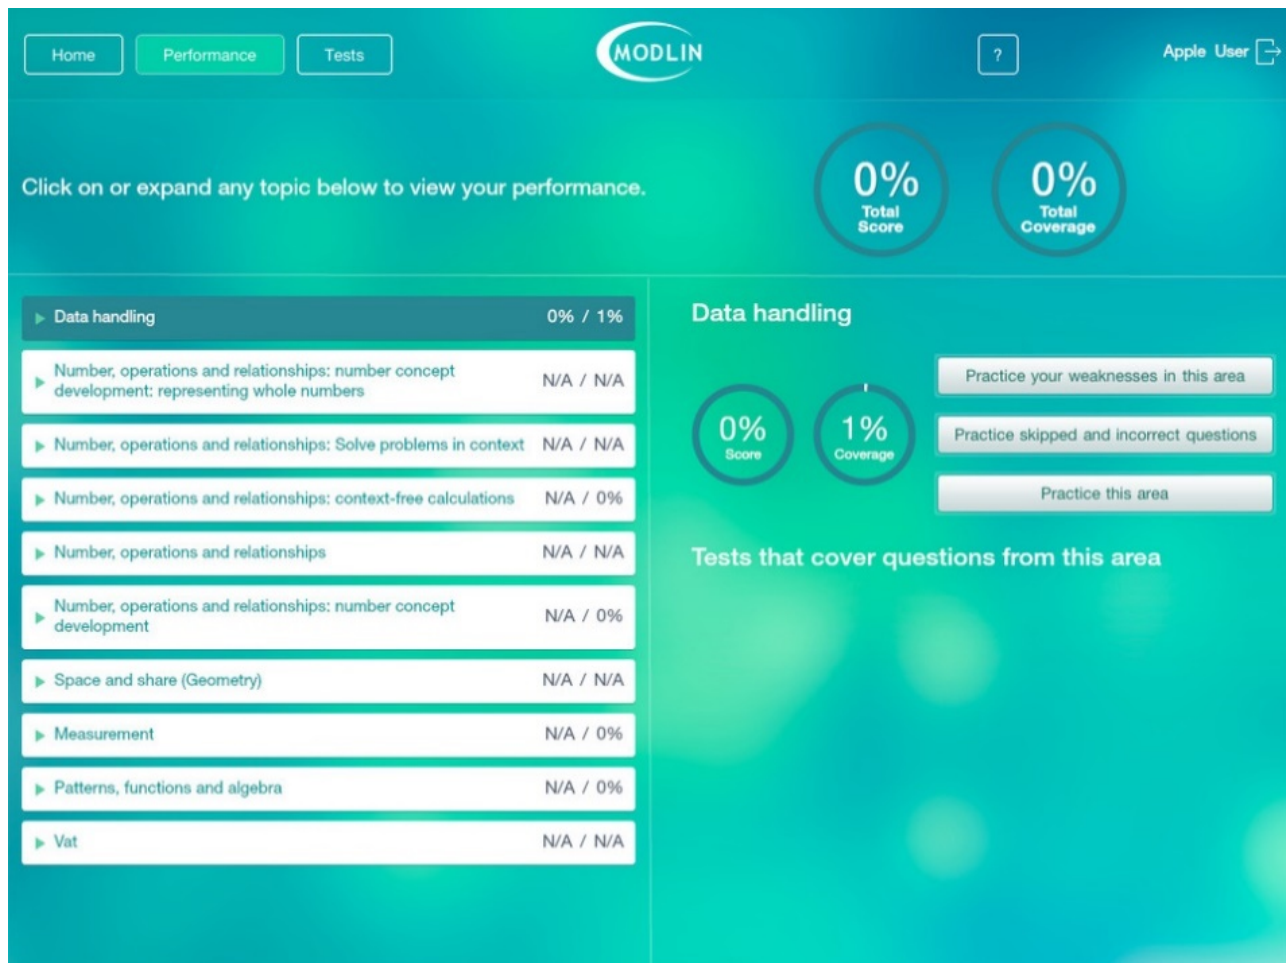 Home
Performance
Tests
MODLIN
?
Apple User
Click on or expand any topic below to view your performance.
0%
Total
Score
0%
Total
Coverage
Data handling 0% / 1%
Number, operations and relationships: number concept
development: representing whole numbers
N/A / N/A
Number, operations and relationships: Solve problems in context N/A / N/A
Number, operations and relationships: context-free calculations N/A / 0%
Number, operations and relationships N/A / N/A
Number, operations and relationships: number concept
development
N/A / 0%
Space and share (Geometry) N/A / N/A
Measurement N/A / 0%
Patterns, functions and algebra N/A / 0%
Vat N/A / N/A
Data handling
0%
Score
1%
Coverage
Practice your weaknesses in this area
Practice skipped and incorrect questions
Practice this area
Tests that cover questions from this area